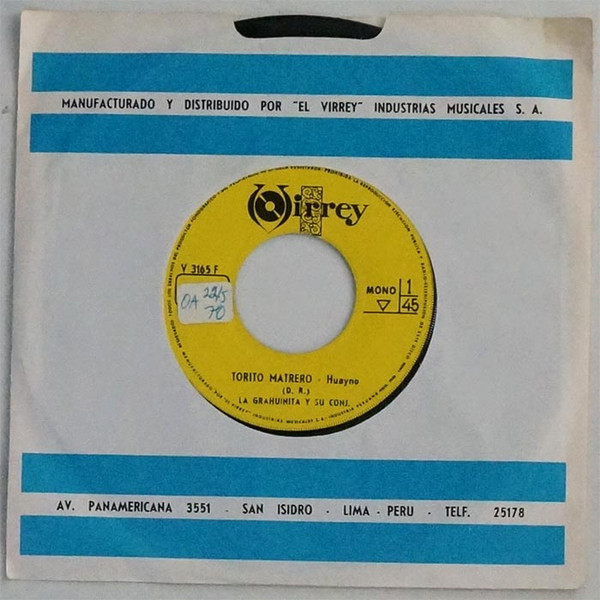 MANUFACTURADO Y DISTRIBUIDO POR "EL VIRREY" INDUSTRIAS MUSICALES S. A.
Virrey
V 3165 F
OA 22/5
70
MONO 1
45
TORITO MATRERO - Huayno
(D. R.)
LA GRAHUINITA Y SU CONJ.
AV. PANAMERICANA 3551 - SAN ISIDRO - LIMA - PERU - TELF. 25178